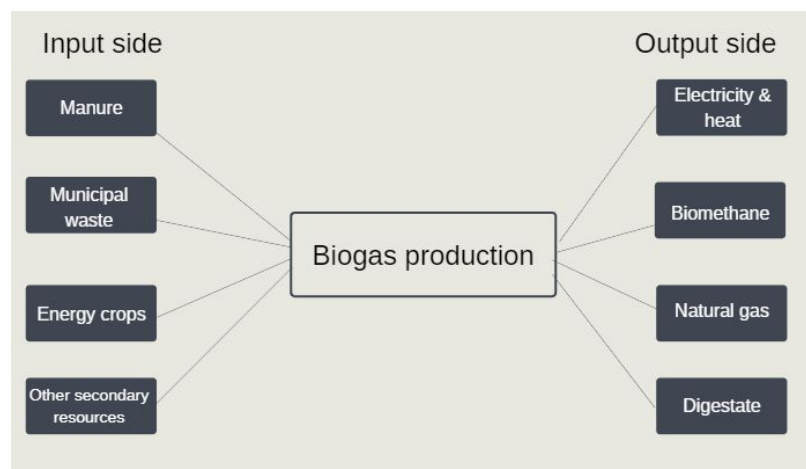 Input side
Output side
Manure
Municipal
waste
Energy crops
Other secondary
resources
Biogas production
Electricity &
heat
Biomethane
Natural gas
Digestate